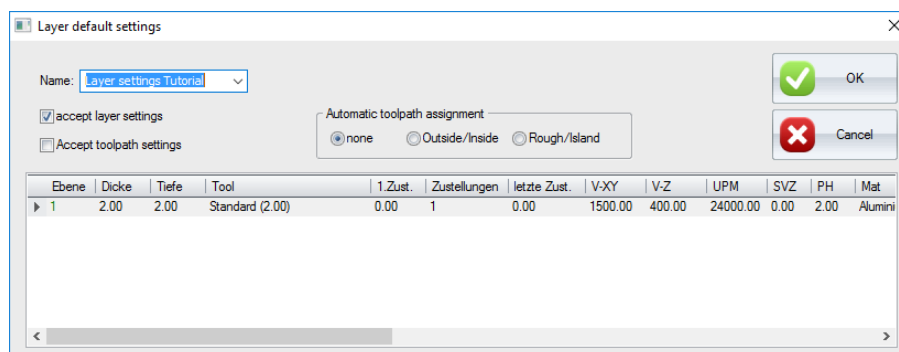 Layer default settings
Name: Layer settings Tutorial
OK
accept layer settings
Automatic toolpath assignment
none Outside/Inside Rough/Island
Accept toolpath settings
Cancel
Ebene Dicke Tiefe Tool 1.Zust. Zustellungen letzte Zust. V-XY V-Z UPM SVZ PH Mat
1 2.00 2.00 Standard (2.00) 0.00 1 0.00 1500.00 400.00 24000.00 0.00 2.00 Alumini